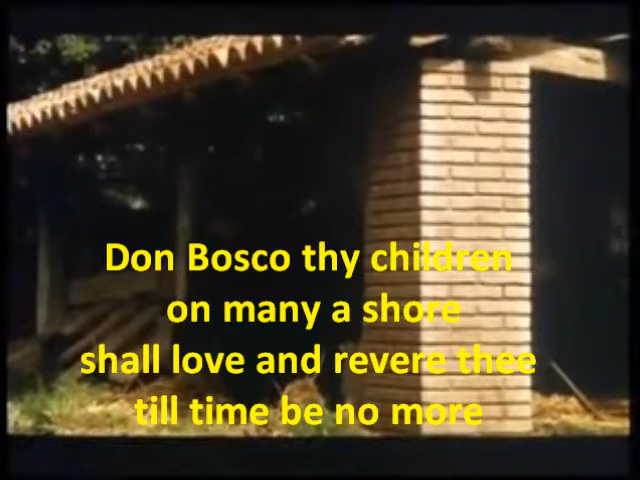 Don Bosco thy children
on many a shore
shall love and revere thee
till time be no more